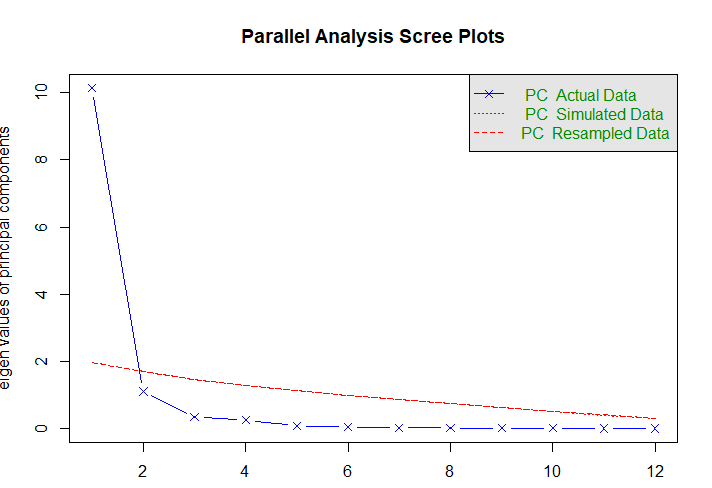 Parallel Analysis Scree Plots
PC Actual Data
PC Simulated Data
PC Resampled Data
eigen values of principal components
10
8
6
4
2
0
2 4 6 8 10 12